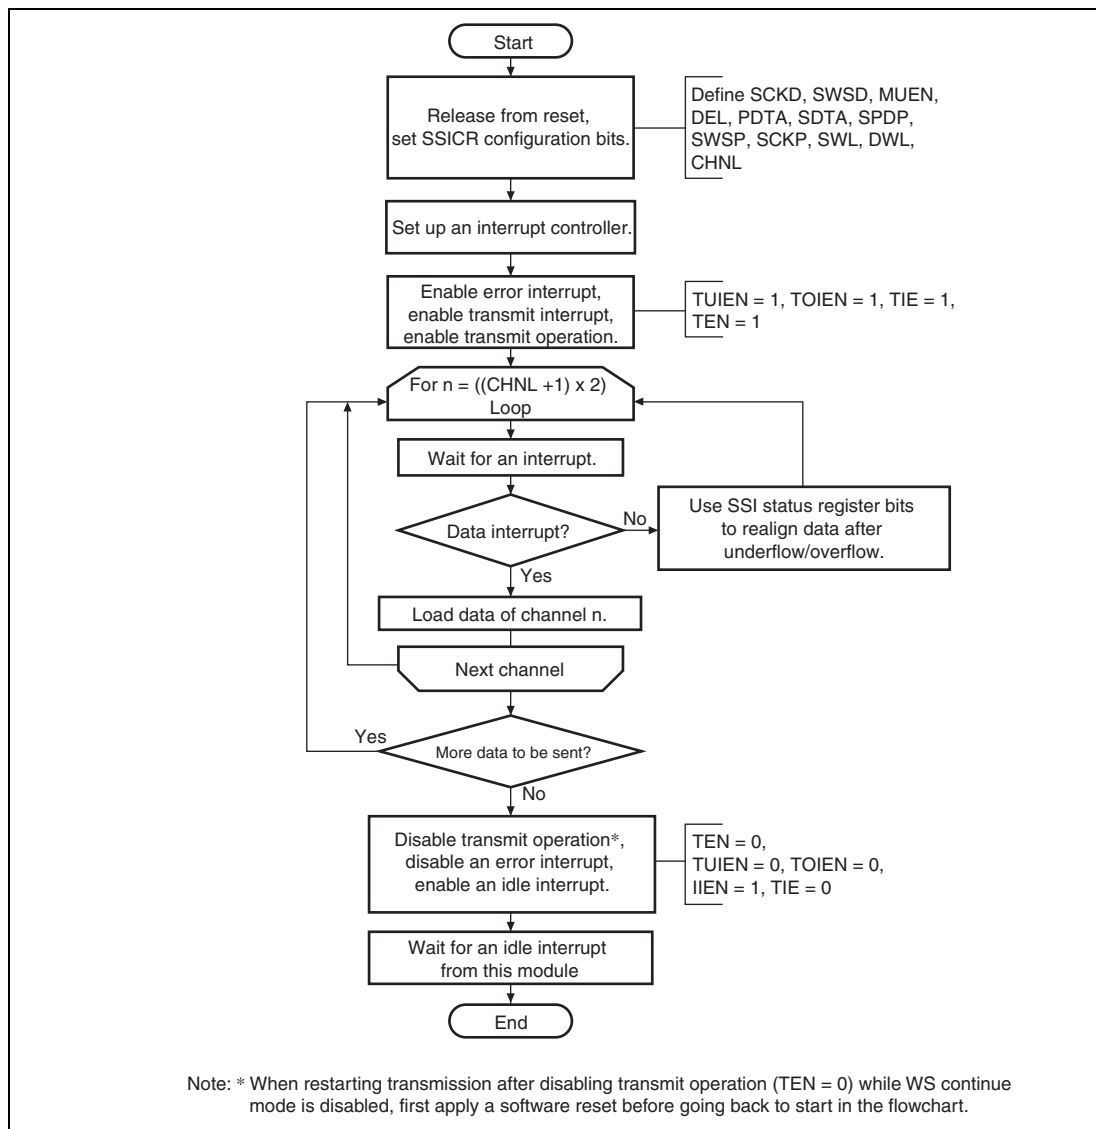 Start
Release from reset,
set SSICR configuration bits.
Define SCKD, SWSD, MUEN,
DEL, PDTA, SDTA, SPDP,
SWSP, SCKP, SWL, DWL,
CHNL
Set up an interrupt controller.
Enable error interrupt,
enable transmit interrupt,
enable transmit operation.
TUIEN = 1, TOIEN = 1, TIE = 1,
TEN = 1
For n = ((CHNL +1) x 2)
Loop
Wait for an interrupt.
Data interrupt?
No
Use SSI status register bits
to realign data after
underflow/overflow.
Yes
Load data of channel n.
Next channel
Yes
More data to be sent?
No
Disable transmit operation*,
disable an error interrupt,
enable an idle interrupt.
TEN = 0,
TUIEN = 0, TOIEN = 0,
IIEN = 1, TIE = 0
Wait for an idle interrupt
from this module
End
Note: * When restarting transmission after disabling transmit operation (TEN = 0) while WS continue
mode is disabled, first apply a software reset before going back to start in the flowchart.